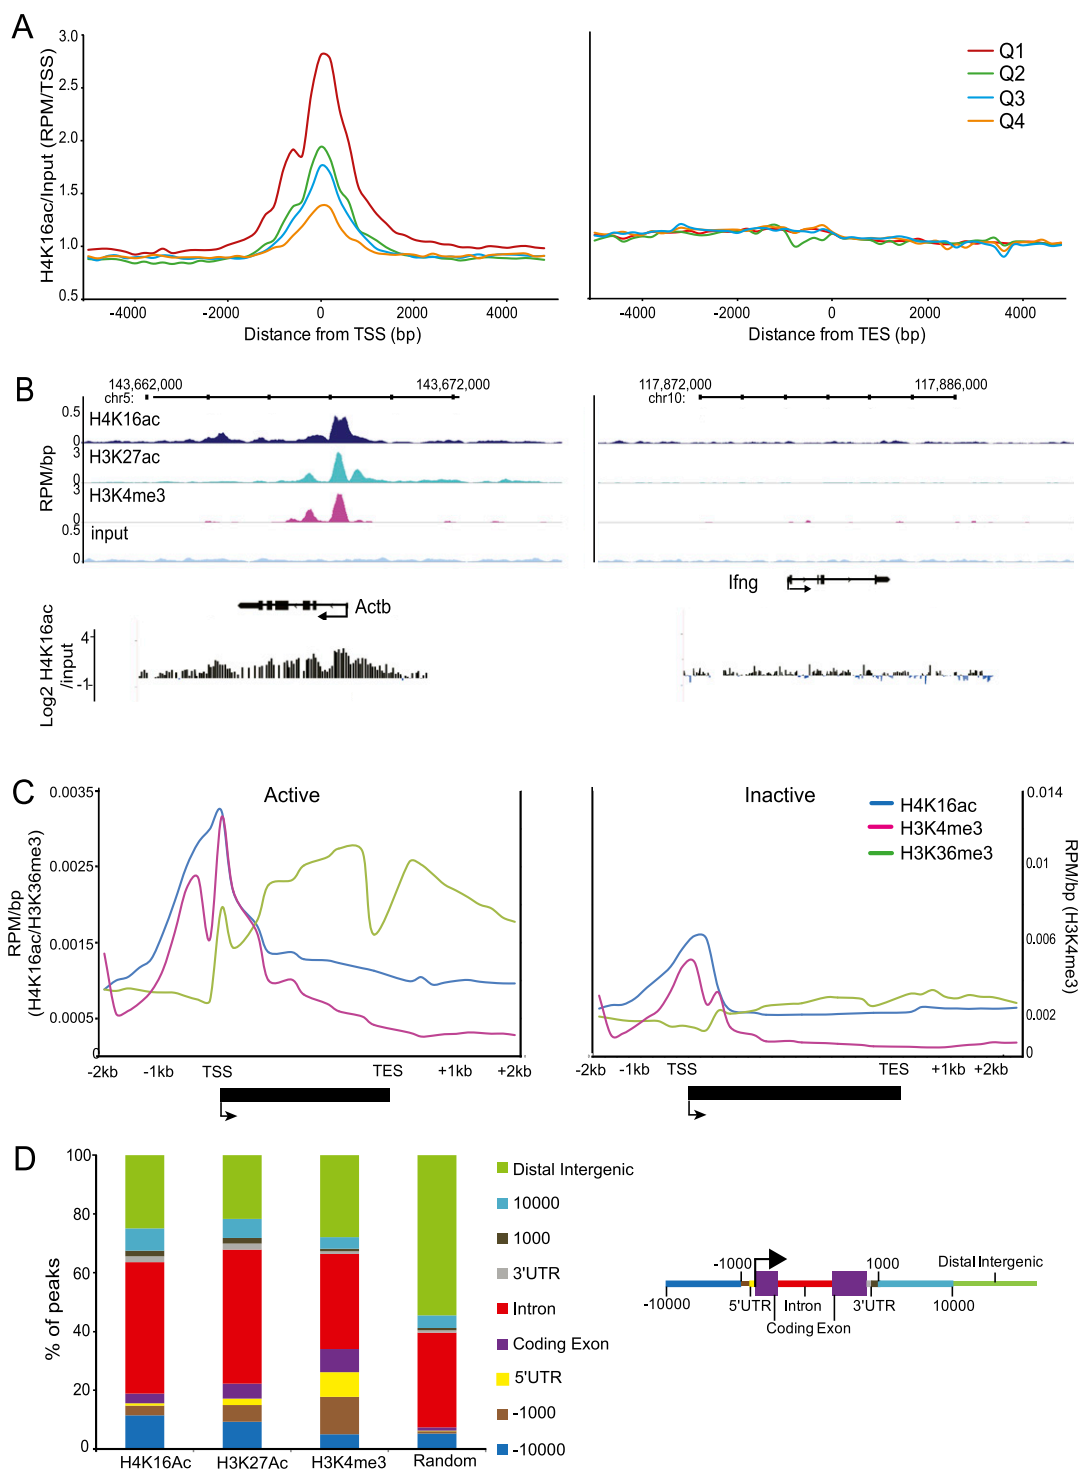 A
H4K16ac/Input (RPM/TSS)
3.0
2.5
2.0
1.5
1.0
0.5
-4000 -2000 0 2000 4000
Distance from TSS (bp)
Q1
Q2
Q3
Q4
-4000 -2000 0 2000 4000
Distance from TES (bp)
B
143,662,000 143,672,000
chr5:
117,872,000 117,886,000
chr10:
RPM/bp
0.5
0
H4K16ac
3
0
H3K27ac
3
0
H3K4me3
0.5
0
input
Actb
Ifng
Log2 H4K16ac
/input
4
-1
C
Active
Inactive
RPM/bp
(H4K16ac/H3K36me3)
0.0035
0.0025
0.0015
0.0005
0
-2kb -1kb TSS TES +1kb +2kb
-2kb -1kb TSS TES +1kb +2kb
H4K16ac
H3K4me3
H3K36me3
0.014
0.01
0.006
0.002
0
RPM/bp (H3K4me3)
D
% of peaks
100
80
60
40
20
0
H4K16Ac H3K27Ac H3K4me3 Random
Distal Intergenic
10000
1000
3'UTR
Intron
Coding Exon
5'UTR
-1000
-10000
-1000 1000 Distal Intergenic
-10000 5'UTR Intron 3'UTR 10000
Coding Exon